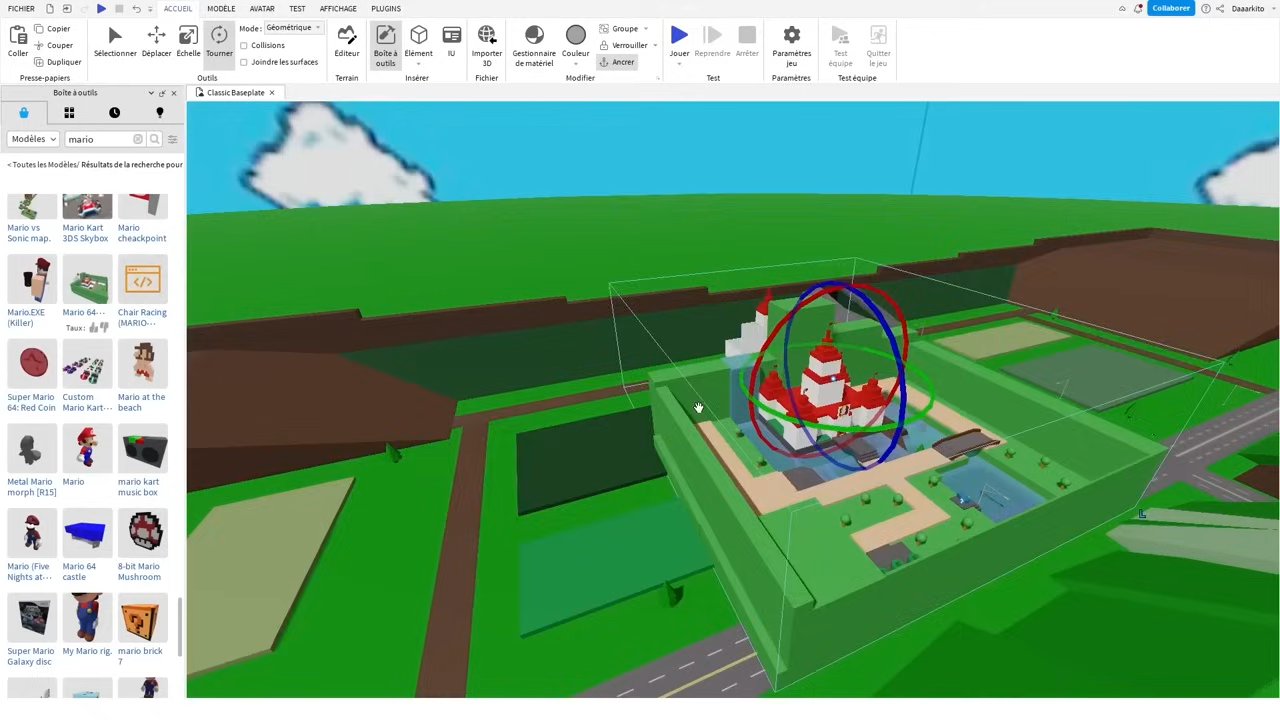 FICHIER
ACCUEIL
MODÈLE
AVATAR
TEST
AFFICHAGE
PLUGINS
Collaborer
Daaarkito
Coller
Copier
Couper
Dupliquer
Presse-papiers
Sélectionner
Déplacer
Échelle
Tourner
Mode : Géométrique
Collisions
Joindre les surfaces
Outils
Éditeur
Terrain
Boîte à
outils
Élément
IU
Insérer
Importer
3D
Fichier
Gestionnaire
de matériel
Couleur
Groupe
Verrouiller
Ancrer
Modifier
Jouer
Reprendre
Arrêter
Test
Paramètres
jeu
Paramètres
Test
équipe
Quitter
le jeu
Test équipe
Boîte à outils
Classic Baseplate
Modèles
mario
< Toutes les Modèles/ Résultats de la recherche pour
Mario vs
Sonic map.
Mario Kart
3DS Skybox
Mario
cheackpoint
Mario.EXE
(Killer)
Mario 64···
Taux:
Chair Racing
(MARIO···
Super Mario
64: Red Coin
Custom
Mario Kart···
Mario at the
beach
Metal Mario
morph [R15]
Mario
mario kart
music box
Mario (Five
Nights at···
Mario 64
castle
8-bit Mario
Mushroom
Super Mario
Galaxy disc
My Mario rig.
mario brick
7
L